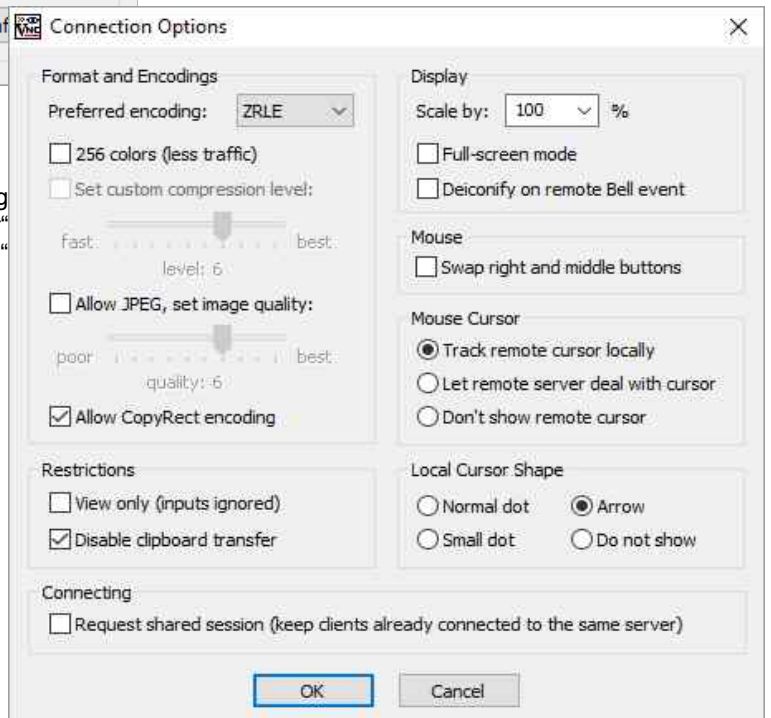 VNC Connection Options
Format and Encodings
Preferred encoding: ZRLE
256 colors (less traffic)
Set custom compression level:
fast best
level: 6
Allow JPEG, set image quality:
poor best
quality: 6
Allow CopyRect encoding
Display
Scale by: 100 %
Full-screen mode
Deiconify on remote Bell event
Mouse
Swap right and middle buttons
Mouse Cursor
Track remote cursor locally
Let remote server deal with cursor
Don't show remote cursor
Restrictions
View only (inputs ignored)
Disable clipboard transfer
Local Cursor Shape
Normal dot Arrow
Small dot Do not show
Connecting
Request shared session (keep clients already connected to the same server)
OK Cancel